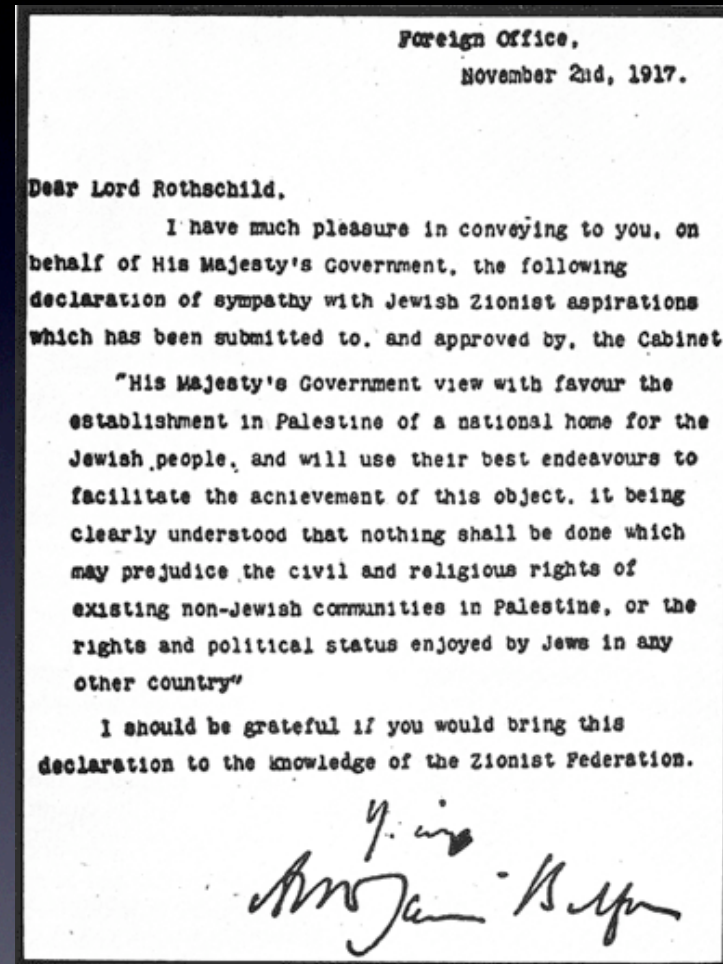 Foreign Office,
November 2nd, 1917.
Dear Lord Rothschild,
I have much pleasure in conveying to you, on
behalf of His Majesty's Government, the following
declaration of sympathy with Jewish Zionist aspirations
which has been submitted to, and approved by, the Cabinet
"His Majesty's Government view with favour the
establishment in Palestine of a national home for the
Jewish people, and will use their best endeavours to
facilitate the achievement of this object, it being
clearly understood that nothing shall be done which
may prejudice the civil and religious rights of
existing non-Jewish communities in Palestine, or the
rights and political status enjoyed by Jews in any
other country"
I should be grateful if you would bring this
declaration to the knowledge of the Zionist Federation.